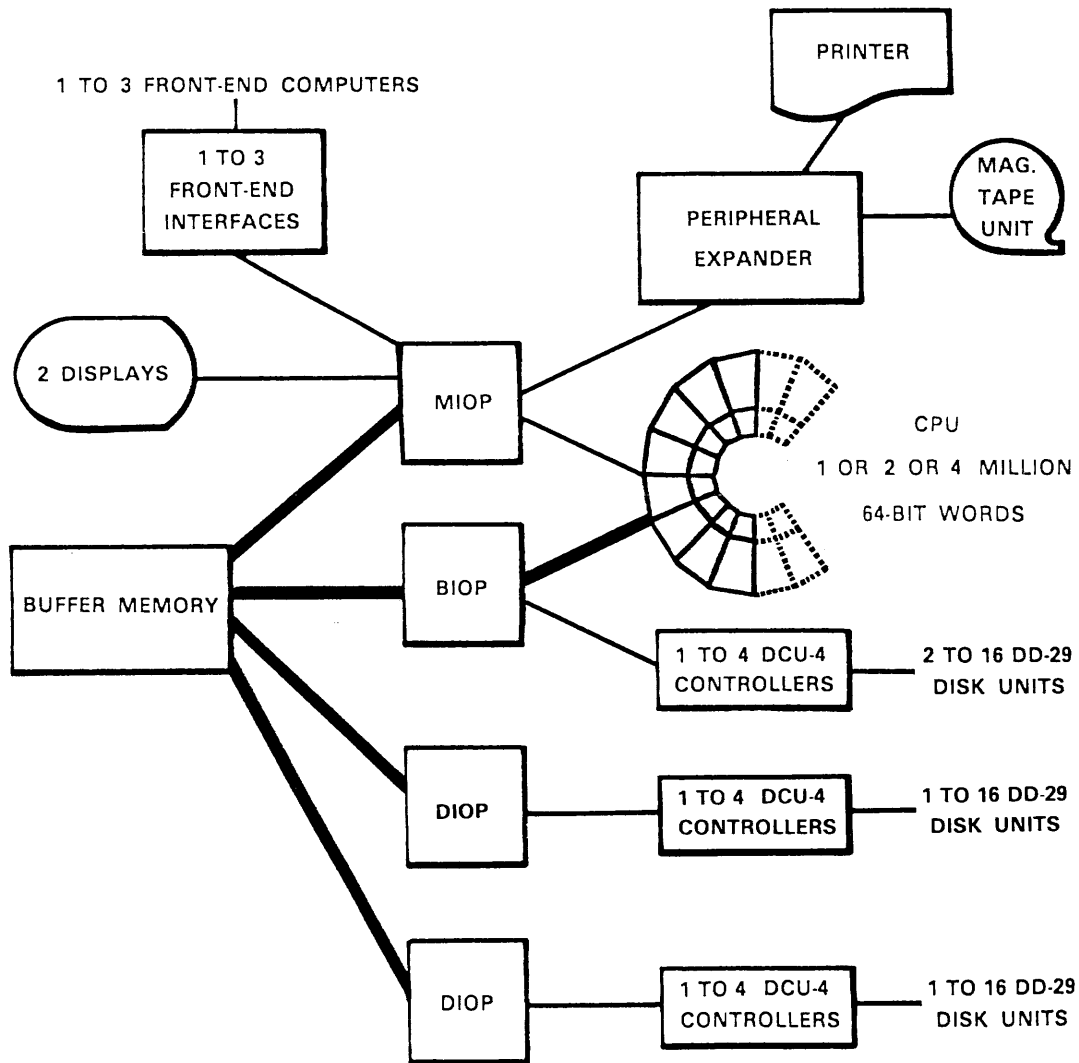 PRINTER
1 TO 3 FRONT-END COMPUTERS
1 TO 3
FRONT-END
INTERFACES
MAG.
TAPE
UNIT
PERIPHERAL
EXPANDER
2 DISPLAYS
MIOP
CPU
1 OR 2 OR 4 MILLION
64-BIT WORDS
BUFFER MEMORY
BIOP
1 TO 4 DCU-4
CONTROLLERS
2 TO 16 DD-29
DISK UNITS
DIOP
1 TO 4 DCU-4
CONTROLLERS
1 TO 16 DD-29
DISK UNITS
DIOP
1 TO 4 DCU-4
CONTROLLERS
1 TO 16 DD-29
DISK UNITS